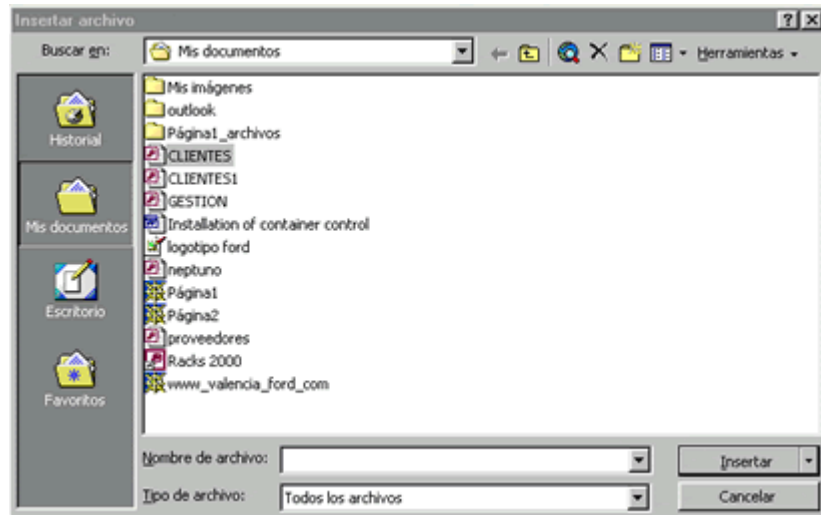 Insertar archivo
Buscar en:
Mis documentos
Herramientas
Historial
Mis documentos
Escritorio
Favoritos
Mis imágenes
outlook
Página1_archivos
CLIENTES
CLIENTES1
GESTION
Installation of container control
logotipo ford
neptuno
Página1
Página2
proveedores
Racks 2000
www_valencia_ford_com
Nombre de archivo:
Insertar
Tipo de archivo:
Todos los archivos
Cancelar